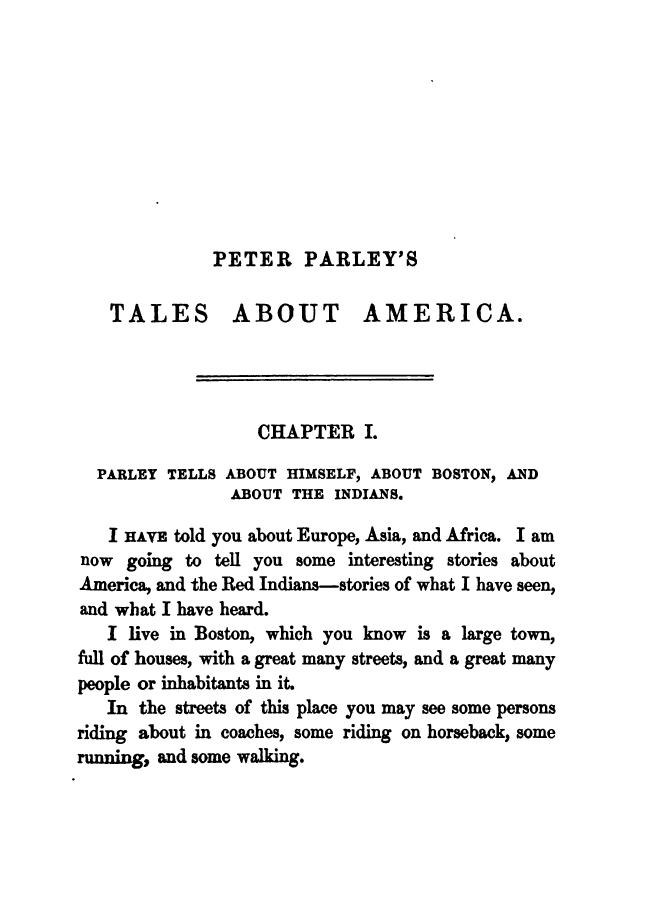 PETER PARLEY'S
TALES ABOUT AMERICA.
CHAPTER I.
PARLEY TELLS ABOUT HIMSELF, ABOUT BOSTON, AND
ABOUT THE INDIANS.
I HAVE told you about Europe, Asia, and Africa. I am
now going to tell you some interesting stories about
America, and the Red Indians—stories of what I have seen,
and what I have heard.
I live in Boston, which you know is a large town,
full of houses, with a great many streets, and a great many
people or inhabitants in it.
In the streets of this place you may see some persons
riding about in coaches, some riding on horseback, some
running, and some walking.